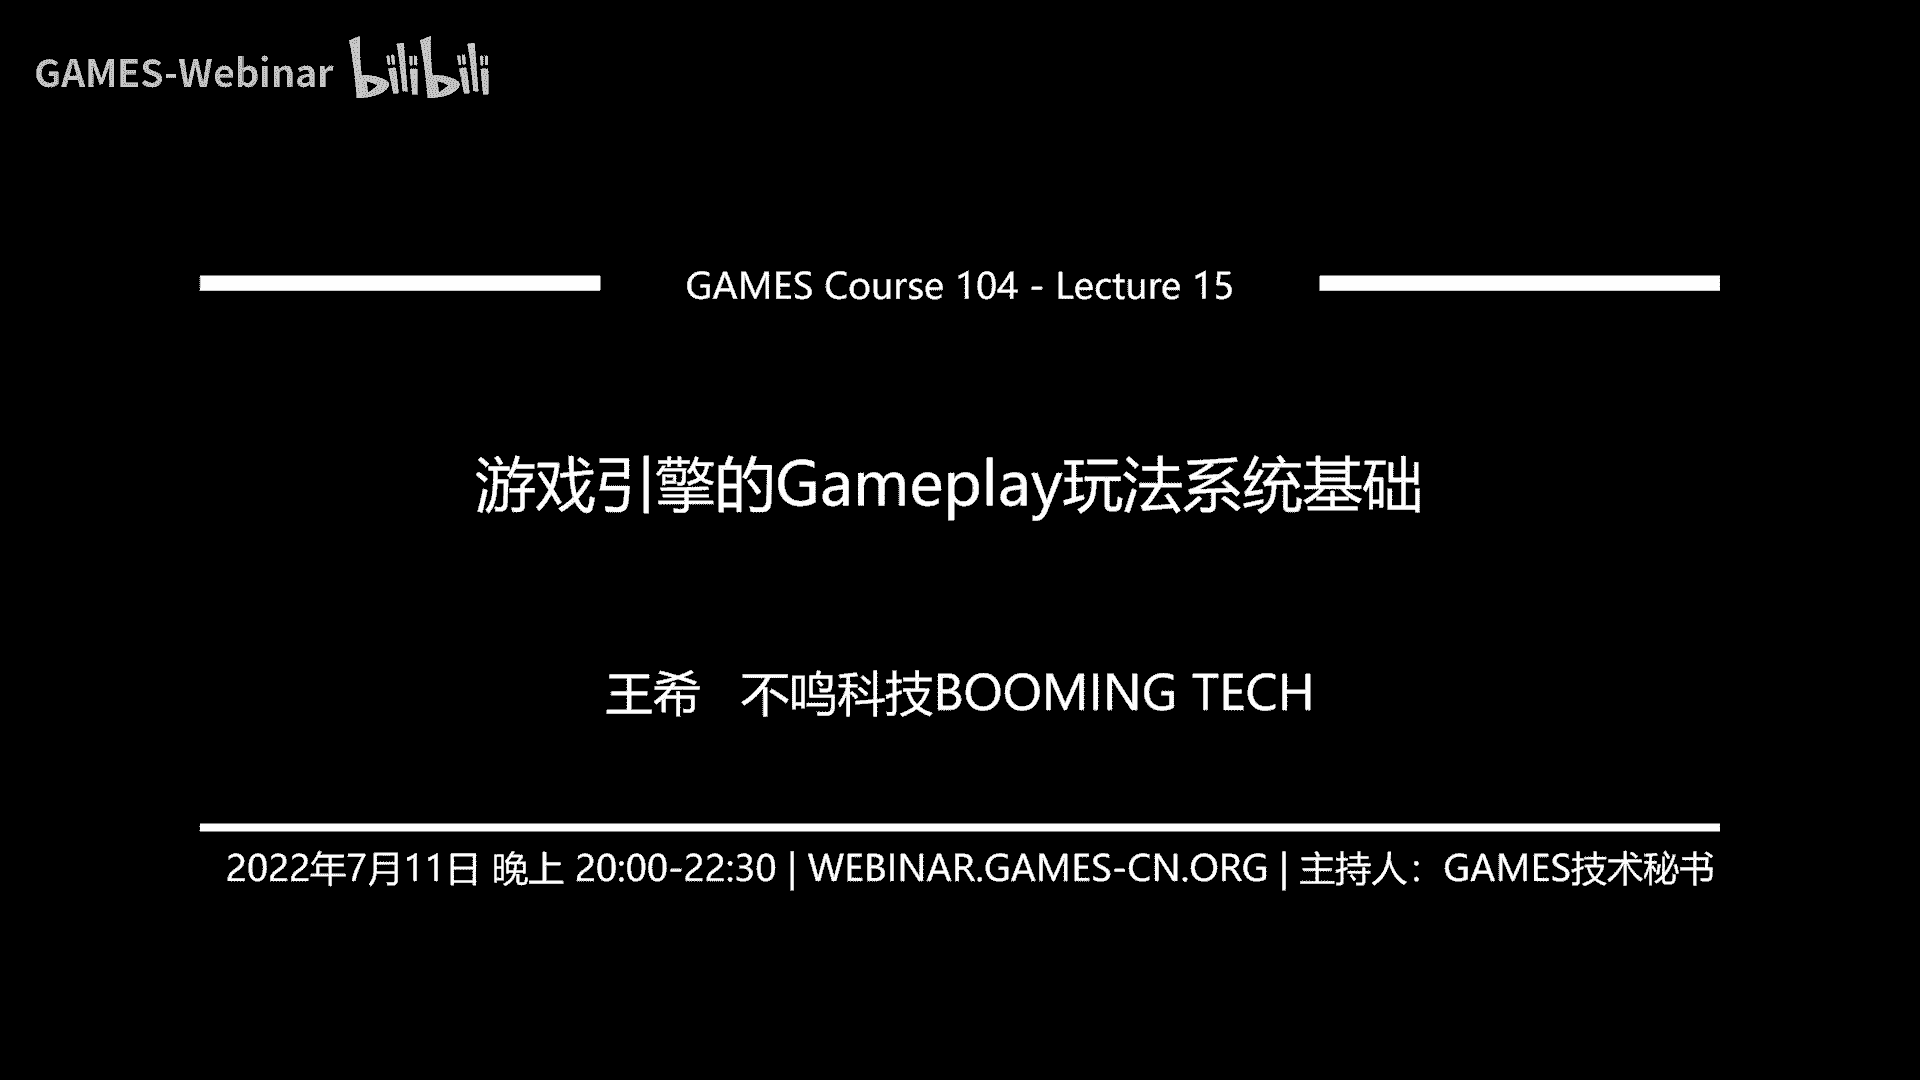 GAMES-Webinar bilibili
GAMES Course 104 - Lecture 15
游戏引擎的Gameplay玩法系统基础
王希 不鸣科技BOOMING TECH
2022年7月11日 晚上 20:00-22:30 | WEBINAR.GAMES-CN.ORG | 主持人：GAMES技术秘书